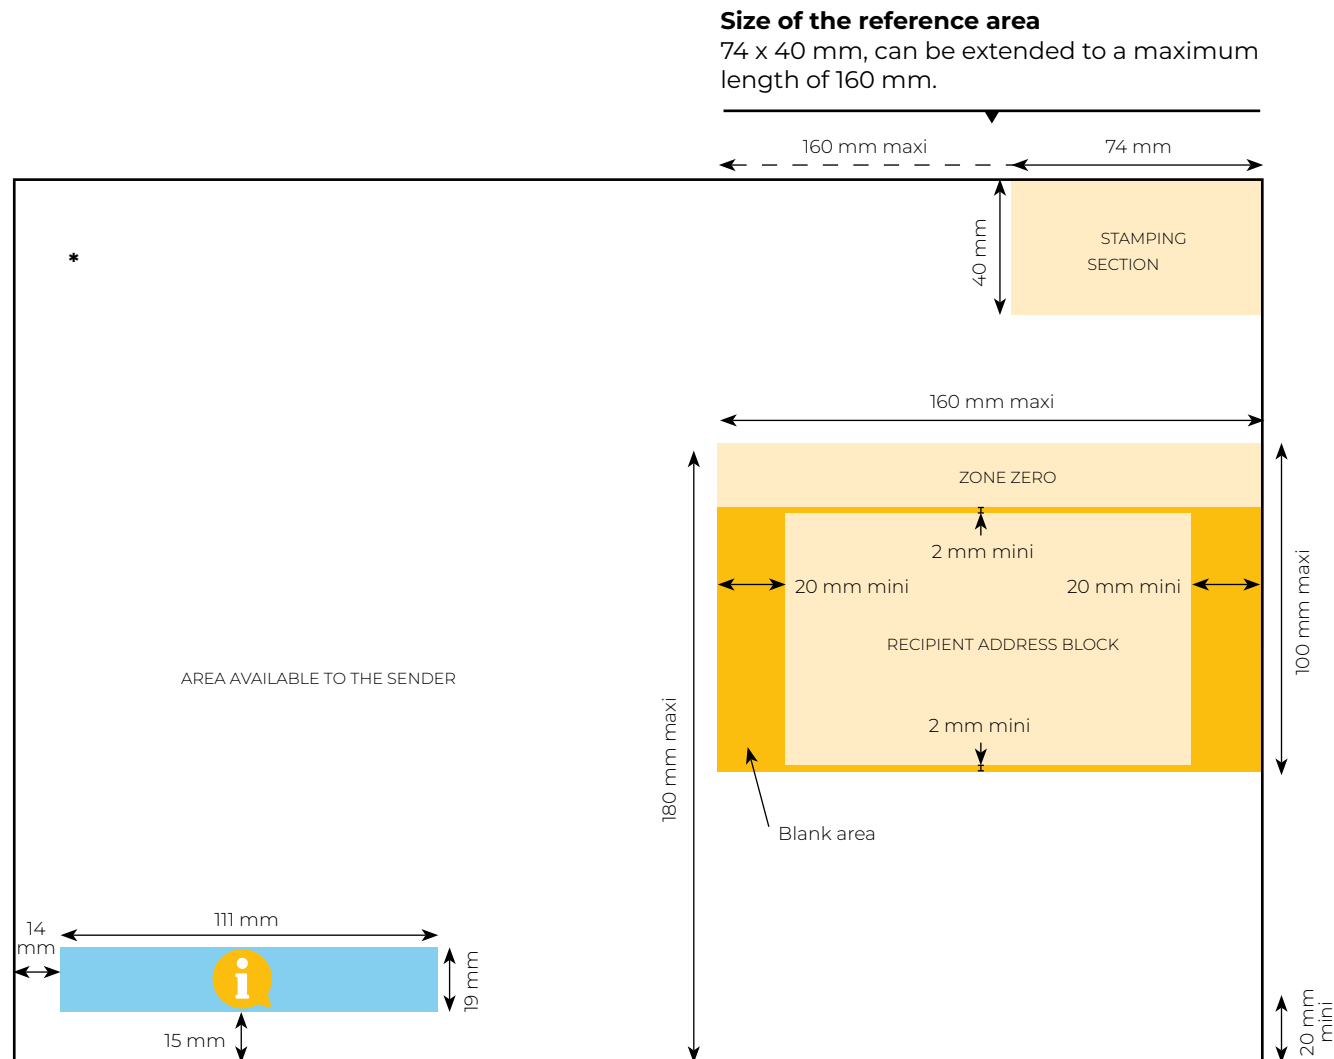 Size of the reference area
74 x 40 mm, can be extended to a maximum
length of 160 mm.
160 mm maxi
74 mm
40 mm
STAMPING
SECTION
*
160 mm maxi
ZONE ZERO
2 mm mini
20 mm mini
20 mm mini
100 mm maxi
RECIPIENT ADDRESS BLOCK
AREA AVAILABLE TO THE SENDER
2 mm mini
180 mm maxi
Blank area
14
mm
111 mm
i
19 mm
15 mm
20 mm
mini